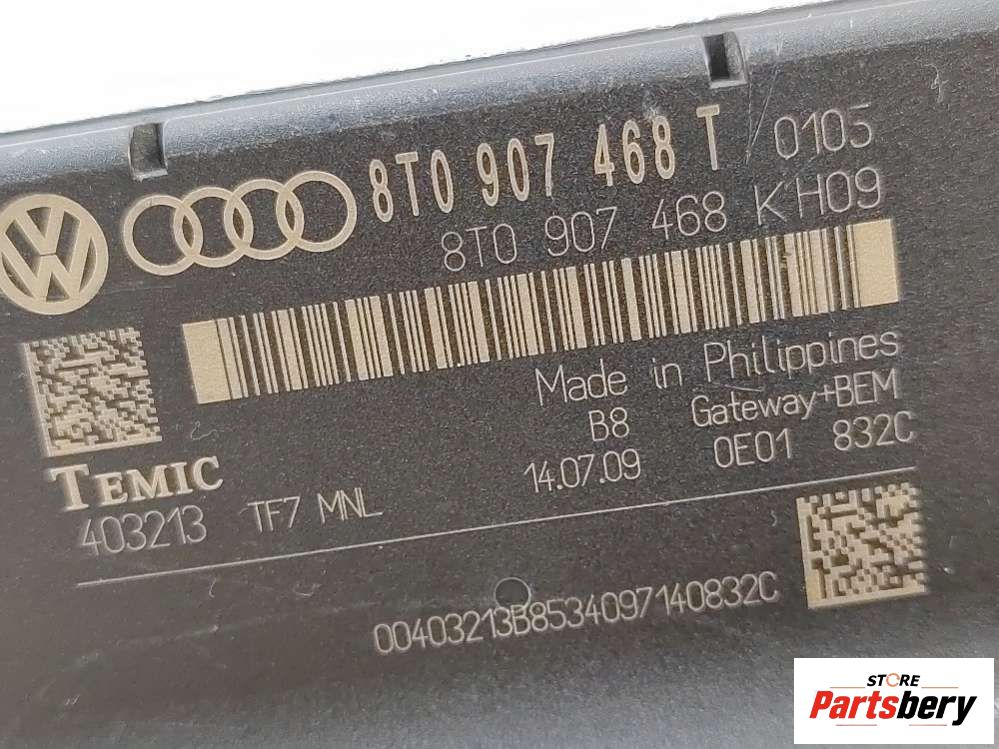 8T0 907 468 T 0105
8T0 907 468 KH09
Made in Philippines
B8 Gateway+BEM
14.07.09 0E01 832C
TEMIC
403213 TF7 MNL
00403213B8534097140832C
STORE
Partsbery